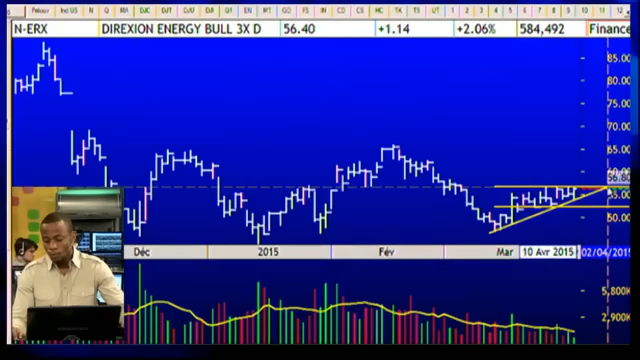 N-ERX DIREXION ENERGY BULL 3X D 56.40 +1.14 +2.06% 584,492 Finance
85.00
80.00
75.00
70.00
65.00
56.80
55.00
50.00
Déc 2015 Fév Mar 10 Avr 2015 02/04/2015
5,800K
2,900K